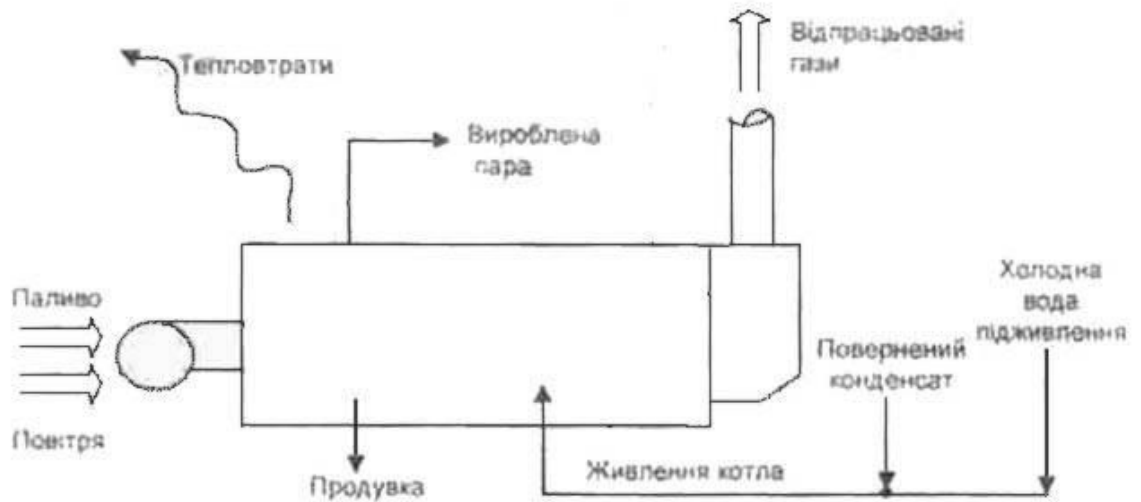 Тепловтрати
Відпрацьовані
гази
Вироблена
пара
Паливо
Повітря
Холодна
вода
підживлення
Повернений
конденсат
Живлення котла
Продувка